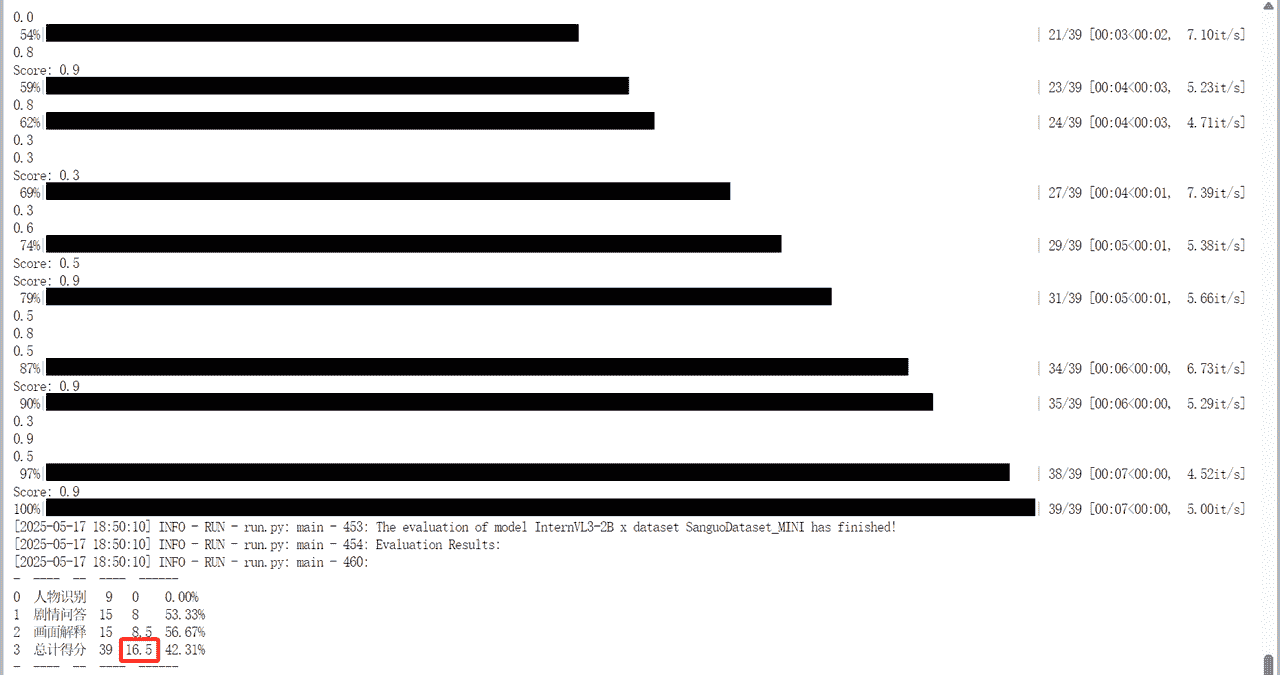 0.0
54%| | 21/39 [00:03<00:02, 7.10it/s]
0.8
Score: 0.9
59%| | 23/39 [00:04<00:03, 5.23it/s]
0.8
62%| | 24/39 [00:04<00:03, 4.71it/s]
0.3
0.3
Score: 0.3
69%| | 27/39 [00:04<00:01, 7.39it/s]
0.3
0.6
74%| | 29/39 [00:05<00:01, 5.38it/s]
Score: 0.5
Score: 0.9
79%| | 31/39 [00:05<00:01, 5.66it/s]
0.5
0.8
0.5
87%| | 34/39 [00:06<00:00, 6.73it/s]
Score: 0.9
90%| | 35/39 [00:06<00:00, 5.29it/s]
0.3
0.9
0.5
97%| | 38/39 [00:07<00:00, 4.52it/s]
Score: 0.9
100%| | 39/39 [00:07<00:00, 5.00it/s]
[2025-05-17 18:50:10] INFO - RUN - run.py: main - 453: The evaluation of model InternVL3-2B x dataset SanguoDataset_MINI has finished!
[2025-05-17 18:50:10] INFO - RUN - run.py: main - 454: Evaluation Results:
[2025-05-17 18:50:10] INFO - RUN - run.py: main - 460:
- ---- -- ---- ------
0 人物识别 9 0 0.00%
1 剧情问答 15 8 53.33%
2 画面解释 15 8.5 56.67%
3 总计得分 39 16.5 42.31%
- ---- -- ---- ------